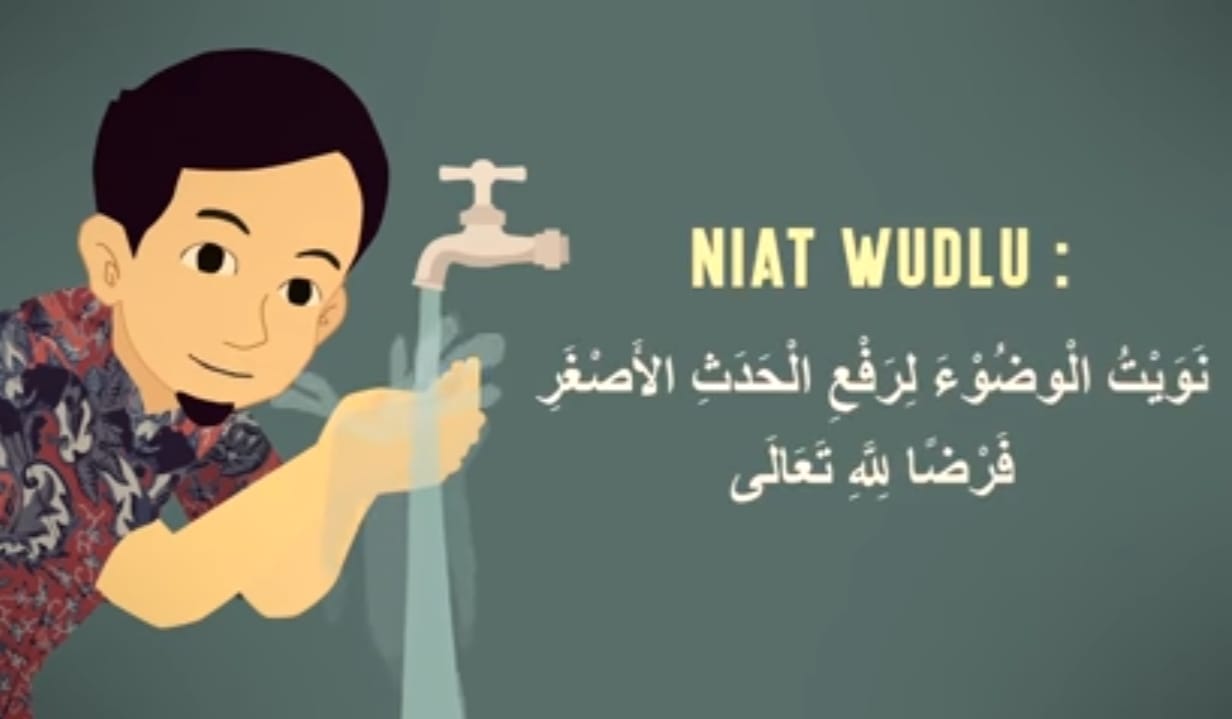 NIAT WUDLU :
نَوَيْتُ الْوضُوْءَ لِرَفْعِ الْحَدَثِ الأَصْغَرِ
فَرْضًا لِلَّهِ تَعَالَى